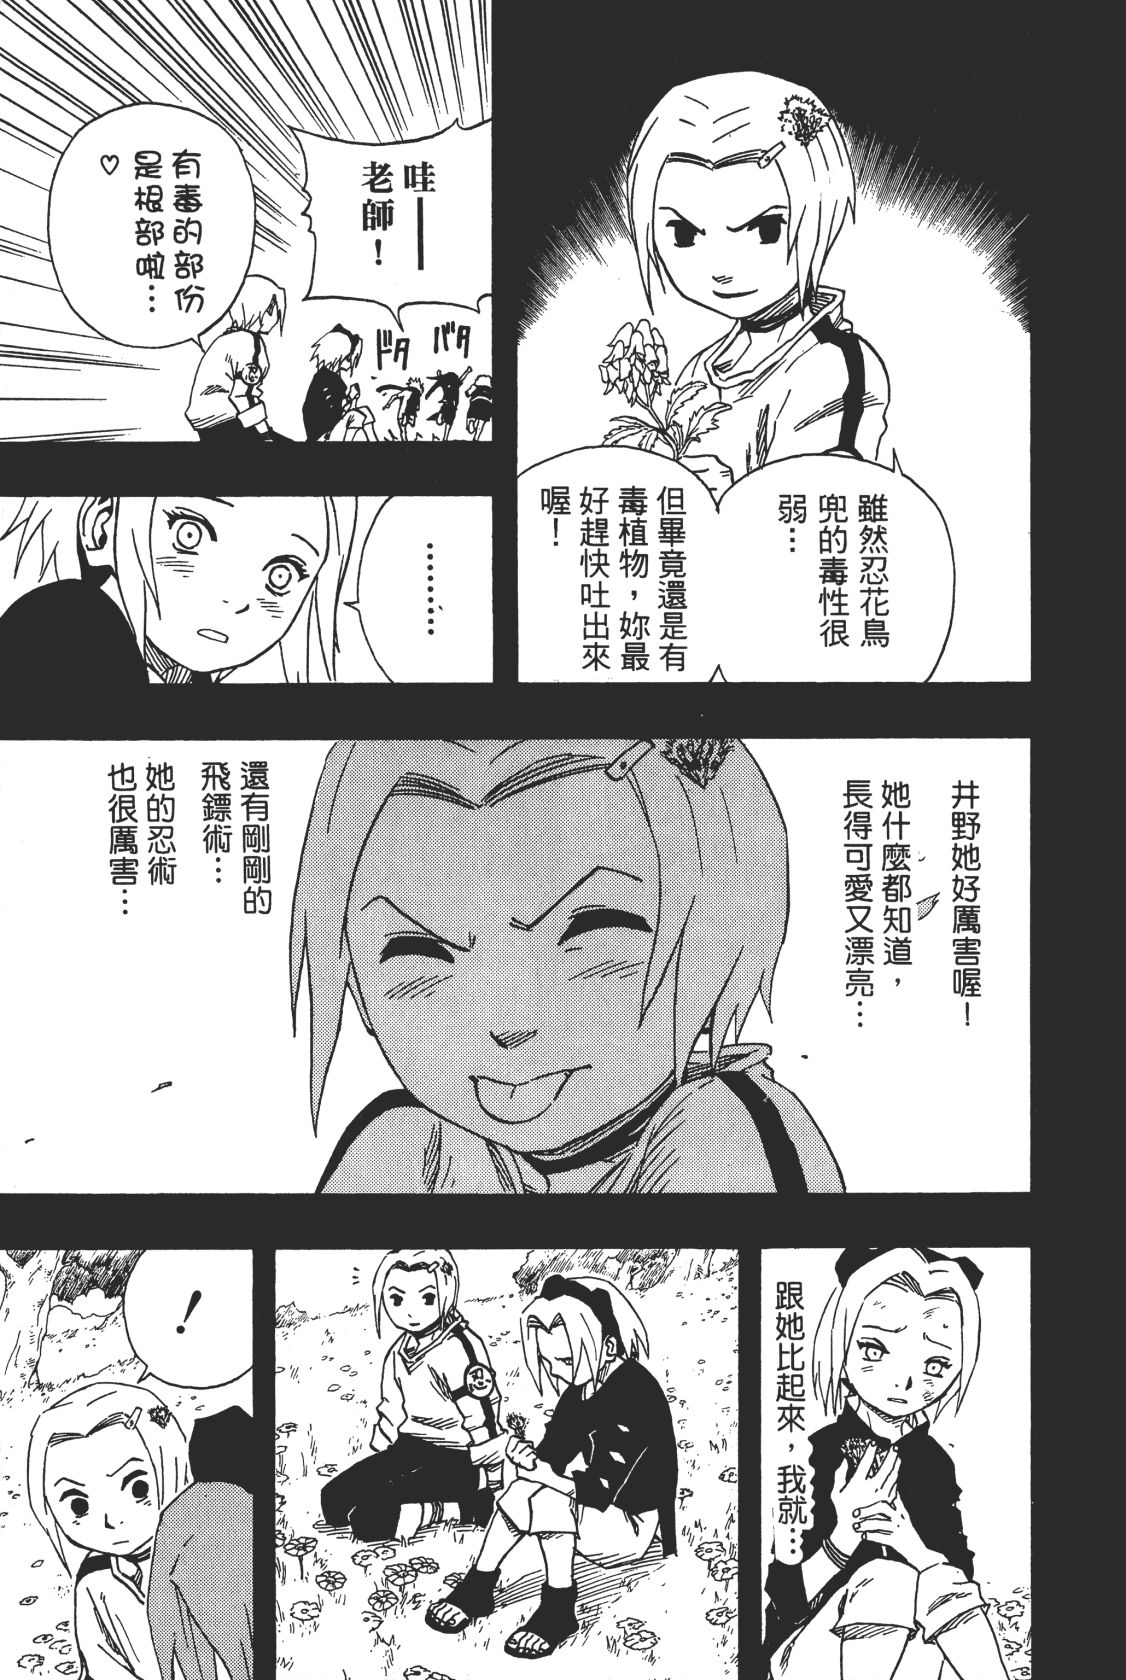 雖然忍花鳥
兜的毒性很
弱…
但畢竟還是有
毒植物，妳最
好趕快吐出來
喔！
哇——
老師！
ドタ
バタ
有毒的部份
是根部啦…
♡
………
井野她好厲害喔！
她什麼都知道，
長得可愛又漂亮…
還有剛剛的
飛鏢術…
她的忍術
也很厲害…
跟她比起來，我就…
！